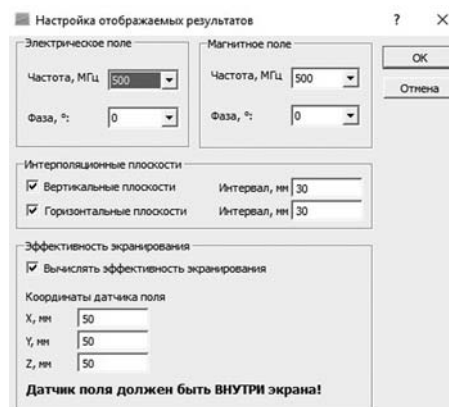 Настройка отображаемых результатов ? ×
Электрическое поле
Частота, МГц 500
Фаза, °: 0
Магнитное поле
Частота, МГц 500
Фаза, °: 0
ОК
Отмена
Интерполяционные плоскости
Вертикальные плоскости Интервал, мм 30
Горизонтальные плоскости Интервал, мм 30
Эффективность экранирования
Вычислять эффективность экранирования
Координаты датчика поля
X, мм 50
Y, мм 50
Z, мм 50
Датчик поля должен быть ВНУТРИ экрана!